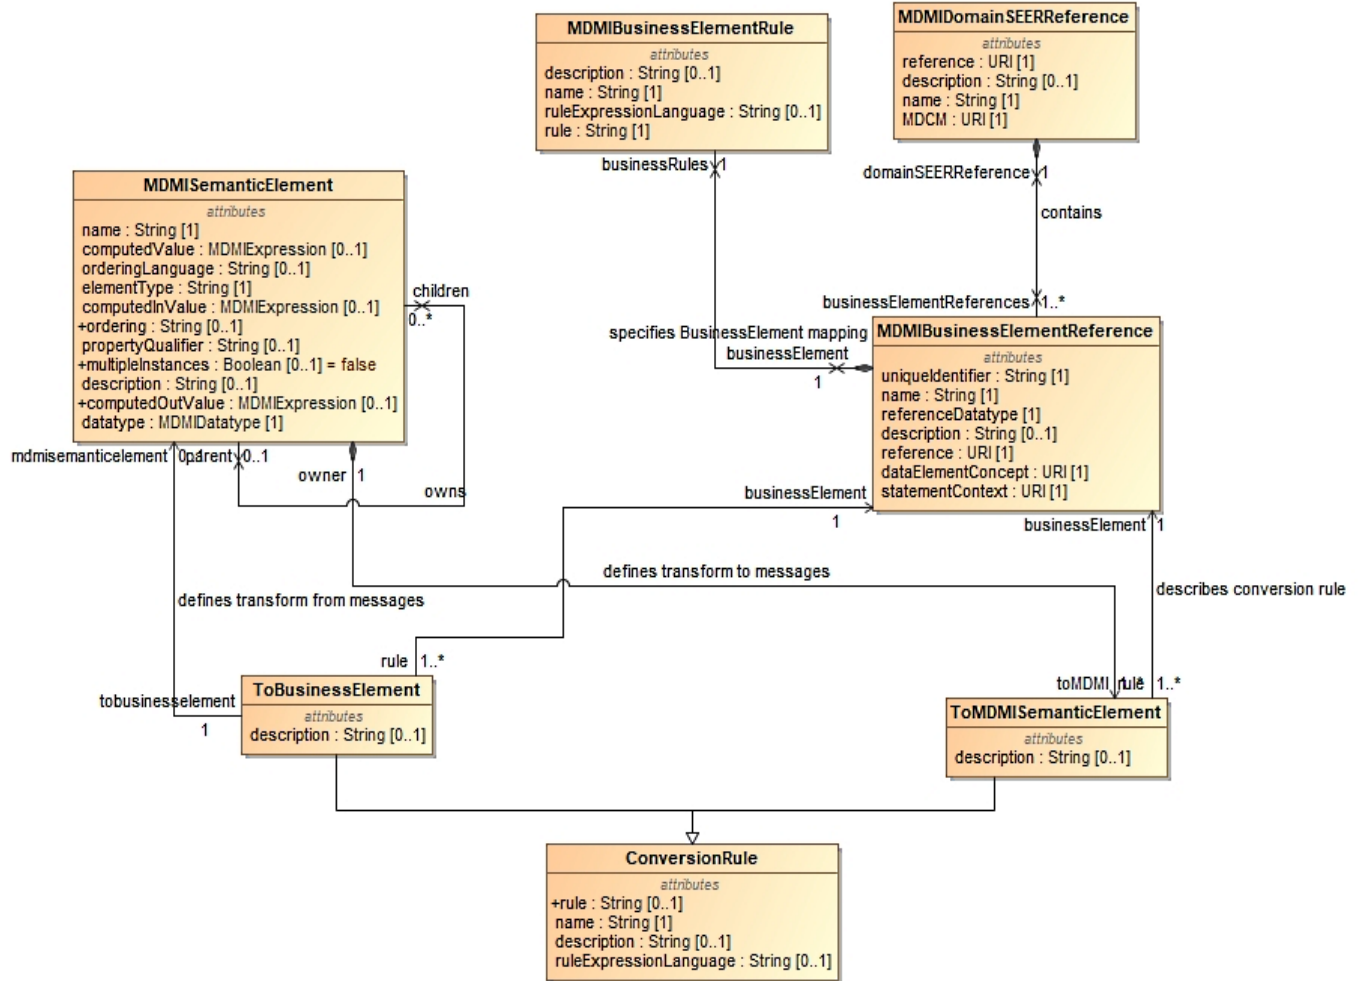 MDMIBusinessElementRule
attributes
description : String [0..1]
name : String [1]
ruleExpressionLanguage : String [0..1]
rule : String [1]
MDMIDomainSEERReference
attributes
reference : URI [1]
description : String [0..1]
name : String [1]
MDCM : URI [1]
businessRules 1
domainSEERReference 1
contains
MDMISemanticElement
attributes
name : String [1]
computedValue : MDMIExpression [0..1]
orderingLanguage : String [0..1]
elementType : String [1]
computedInValue : MDMIExpression [0..1]
+ordering : String [0..1]
propertyQualifier : String [0..1]
+multipleInstances : Boolean [0..1] = false
description : String [0..1]
+computedOutValue : MDMIExpression [0..1]
datatype : MDMIDatatype [1]
children
0..*
businessElementReferences 1..*
specifies BusinessElement mapping
businessElement
1
MDMIBusinessElementReference
attributes
uniqueIdentifier : String [1]
name : String [1]
referenceDatatype [1]
description : String [0..1]
reference : URI [1]
dataElementConcept : URI [1]
statementContext : URI [1]
mdmisemanticelement 0..1
parent 0..1
owner 1
owns
businessElement
1
businessElement 1
defines transform to messages
describes conversion rule
defines transform from messages
rule 1..*
tobusinesselement
1
ToBusinessElement
attributes
description : String [0..1]
toMDMI 1..*
rule 1..*
ToMDMISemanticElement
attributes
description : String [0..1]
ConversionRule
attributes
+rule : String [0..1]
name : String [1]
description : String [0..1]
ruleExpressionLanguage : String [0..1]